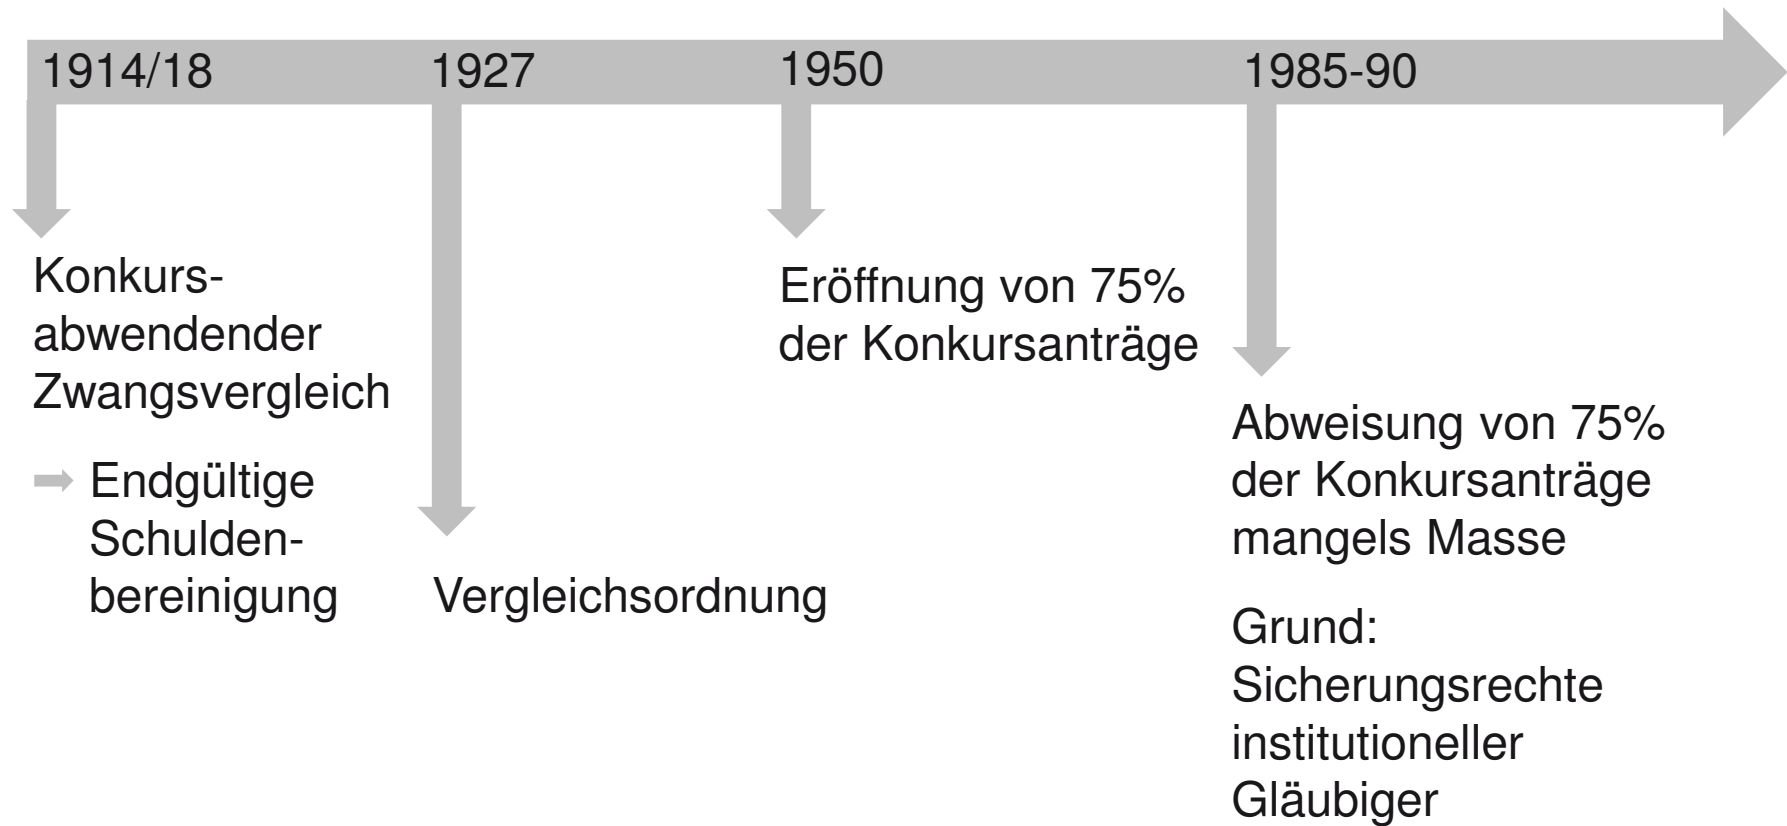 1914/18
1927
1950
1985-90
Konkurs-
abwendender
Zwangsvergleich
Endgültige
Schulden-
bereinigung
Vergleichsordnung
Eröffnung von 75%
der Konkursanträge
Abweisung von 75%
der Konkursanträge
mangels Masse
Grund:
Sicherungsrechte
institutioneller
Gläubiger